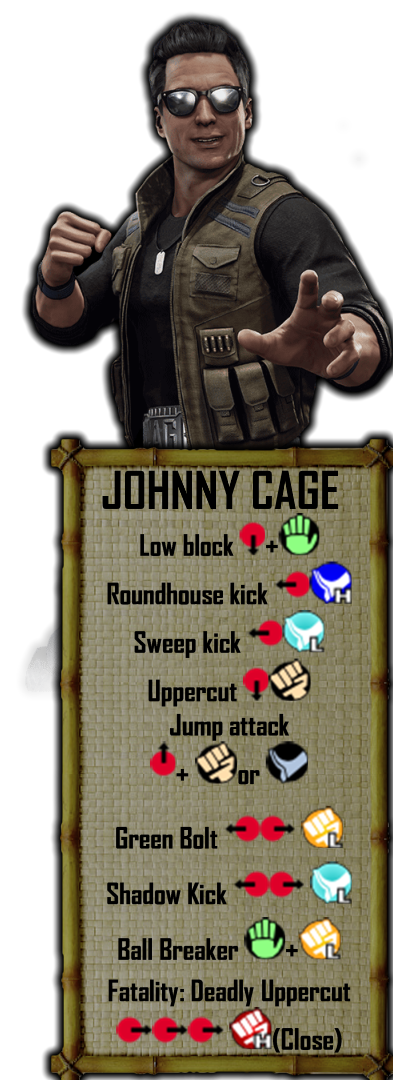 JOHNNY CAGE
Low block +
Roundhouse kick H
Sweep kick L
Uppercut
Jump attack
+ or
Green Bolt L
Shadow Kick L
Ball Breaker + L
Fatality: Deadly Uppercut
H (Close)